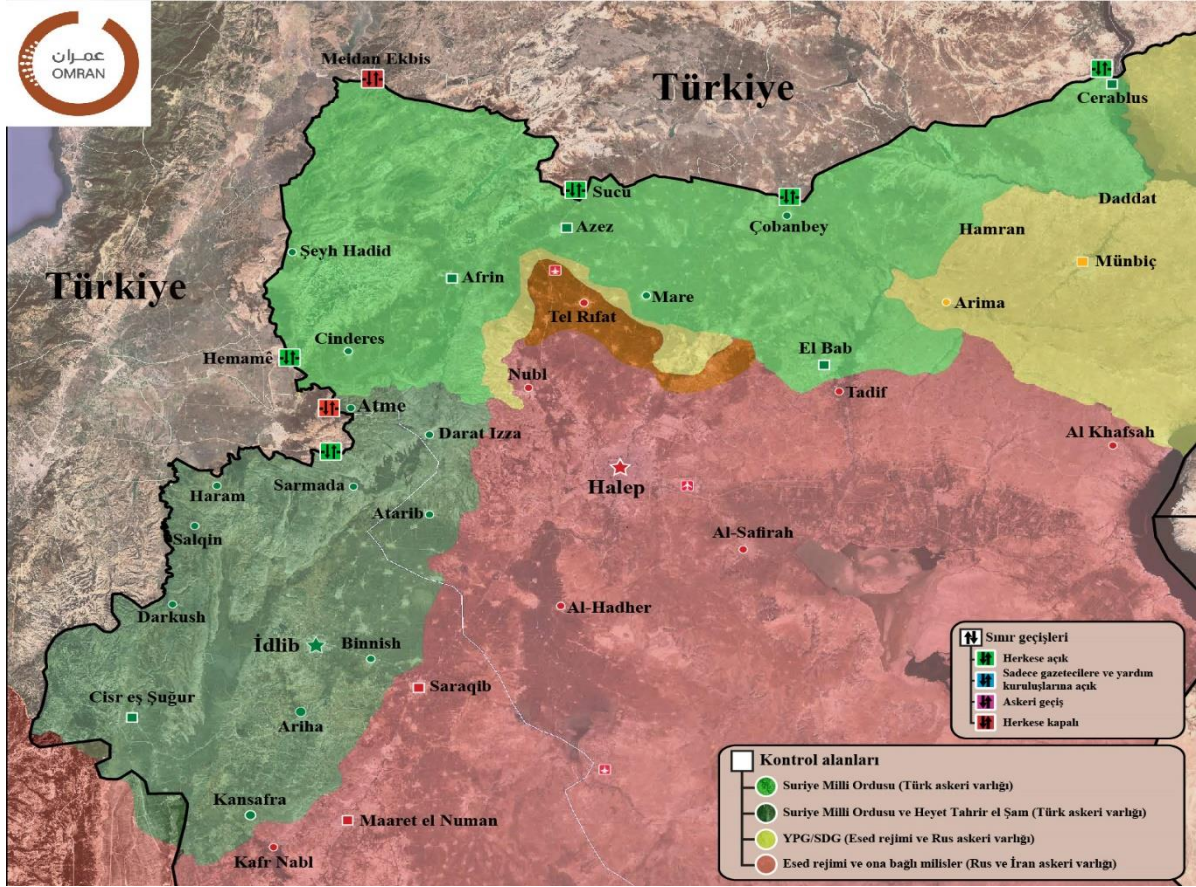 عمران
OMRAN
Meidan Ekbis
Türkiye
Cerablus
Sucu
Azez
Çobanbey
Daddat
Hamran
Münbiç
Şeyh Hadid
Türkiye
Afrin
Mare
Arima
Tel Rıfat
Cinderes
Hemamê
El Bab
Nubl
Tadif
Atme
Darat Izza
Al Khafsah
Halep
Haram
Sarmada
Atarib
Salqin
Al-Safirah
Darkush
Al-Hadher
İdlib
Binnish
Saraqib
Cisr eş Şuğur
Ariha
Kansafra
Maaret el Numan
Kafr Nabl
Sınır geçişleri
Herkese açık
Sadece gazetecilere ve yardım
kuruluşlarına açık
Askeri geçiş
Herkese kapalı
Kontrol alanları
Suriye Milli Ordusu (Türk askeri varlığı)
Suriye Milli Ordusu ve Heyet Tahrir el Şam (Türk askeri varlığı)
YPG/SDG (Esed rejimi ve Rus askeri varlığı)
Esed rejimi ve ona bağlı milisler (Rus ve İran askeri varlığı)